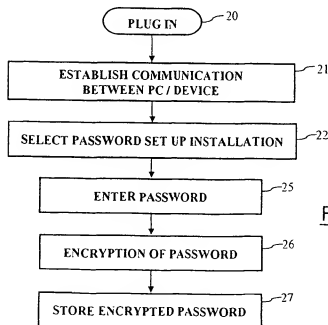 PLUG IN
20
ESTABLISH COMMUNICATION
BETWEEN PC / DEVICE
21
SELECT PASSWORD SET UP INSTALLATION
22
ENTER PASSWORD
25
ENCRYPTION OF PASSWORD
26
STORE ENCRYPTED PASSWORD
27
F